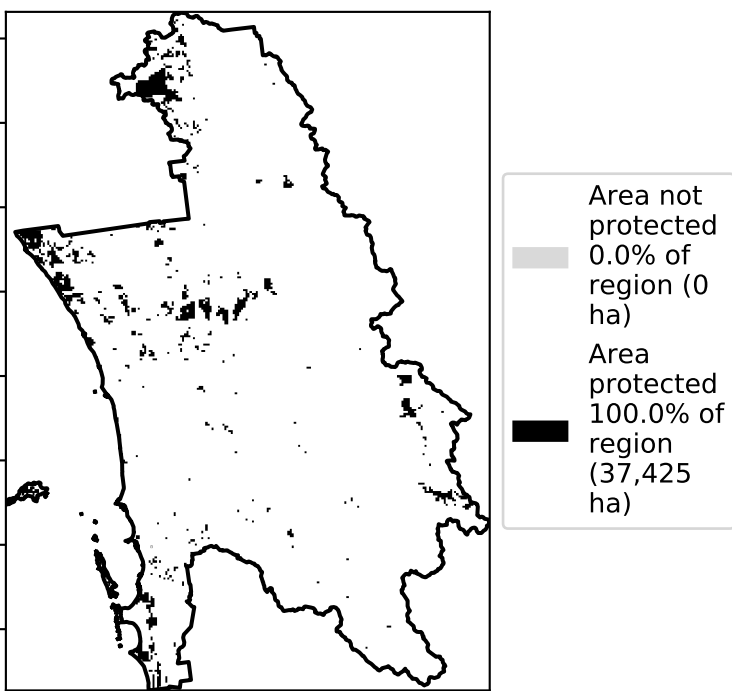 Area not
protected
0.0% of
region (0
ha)
Area
protected
100.0% of
region
(37,425
ha)